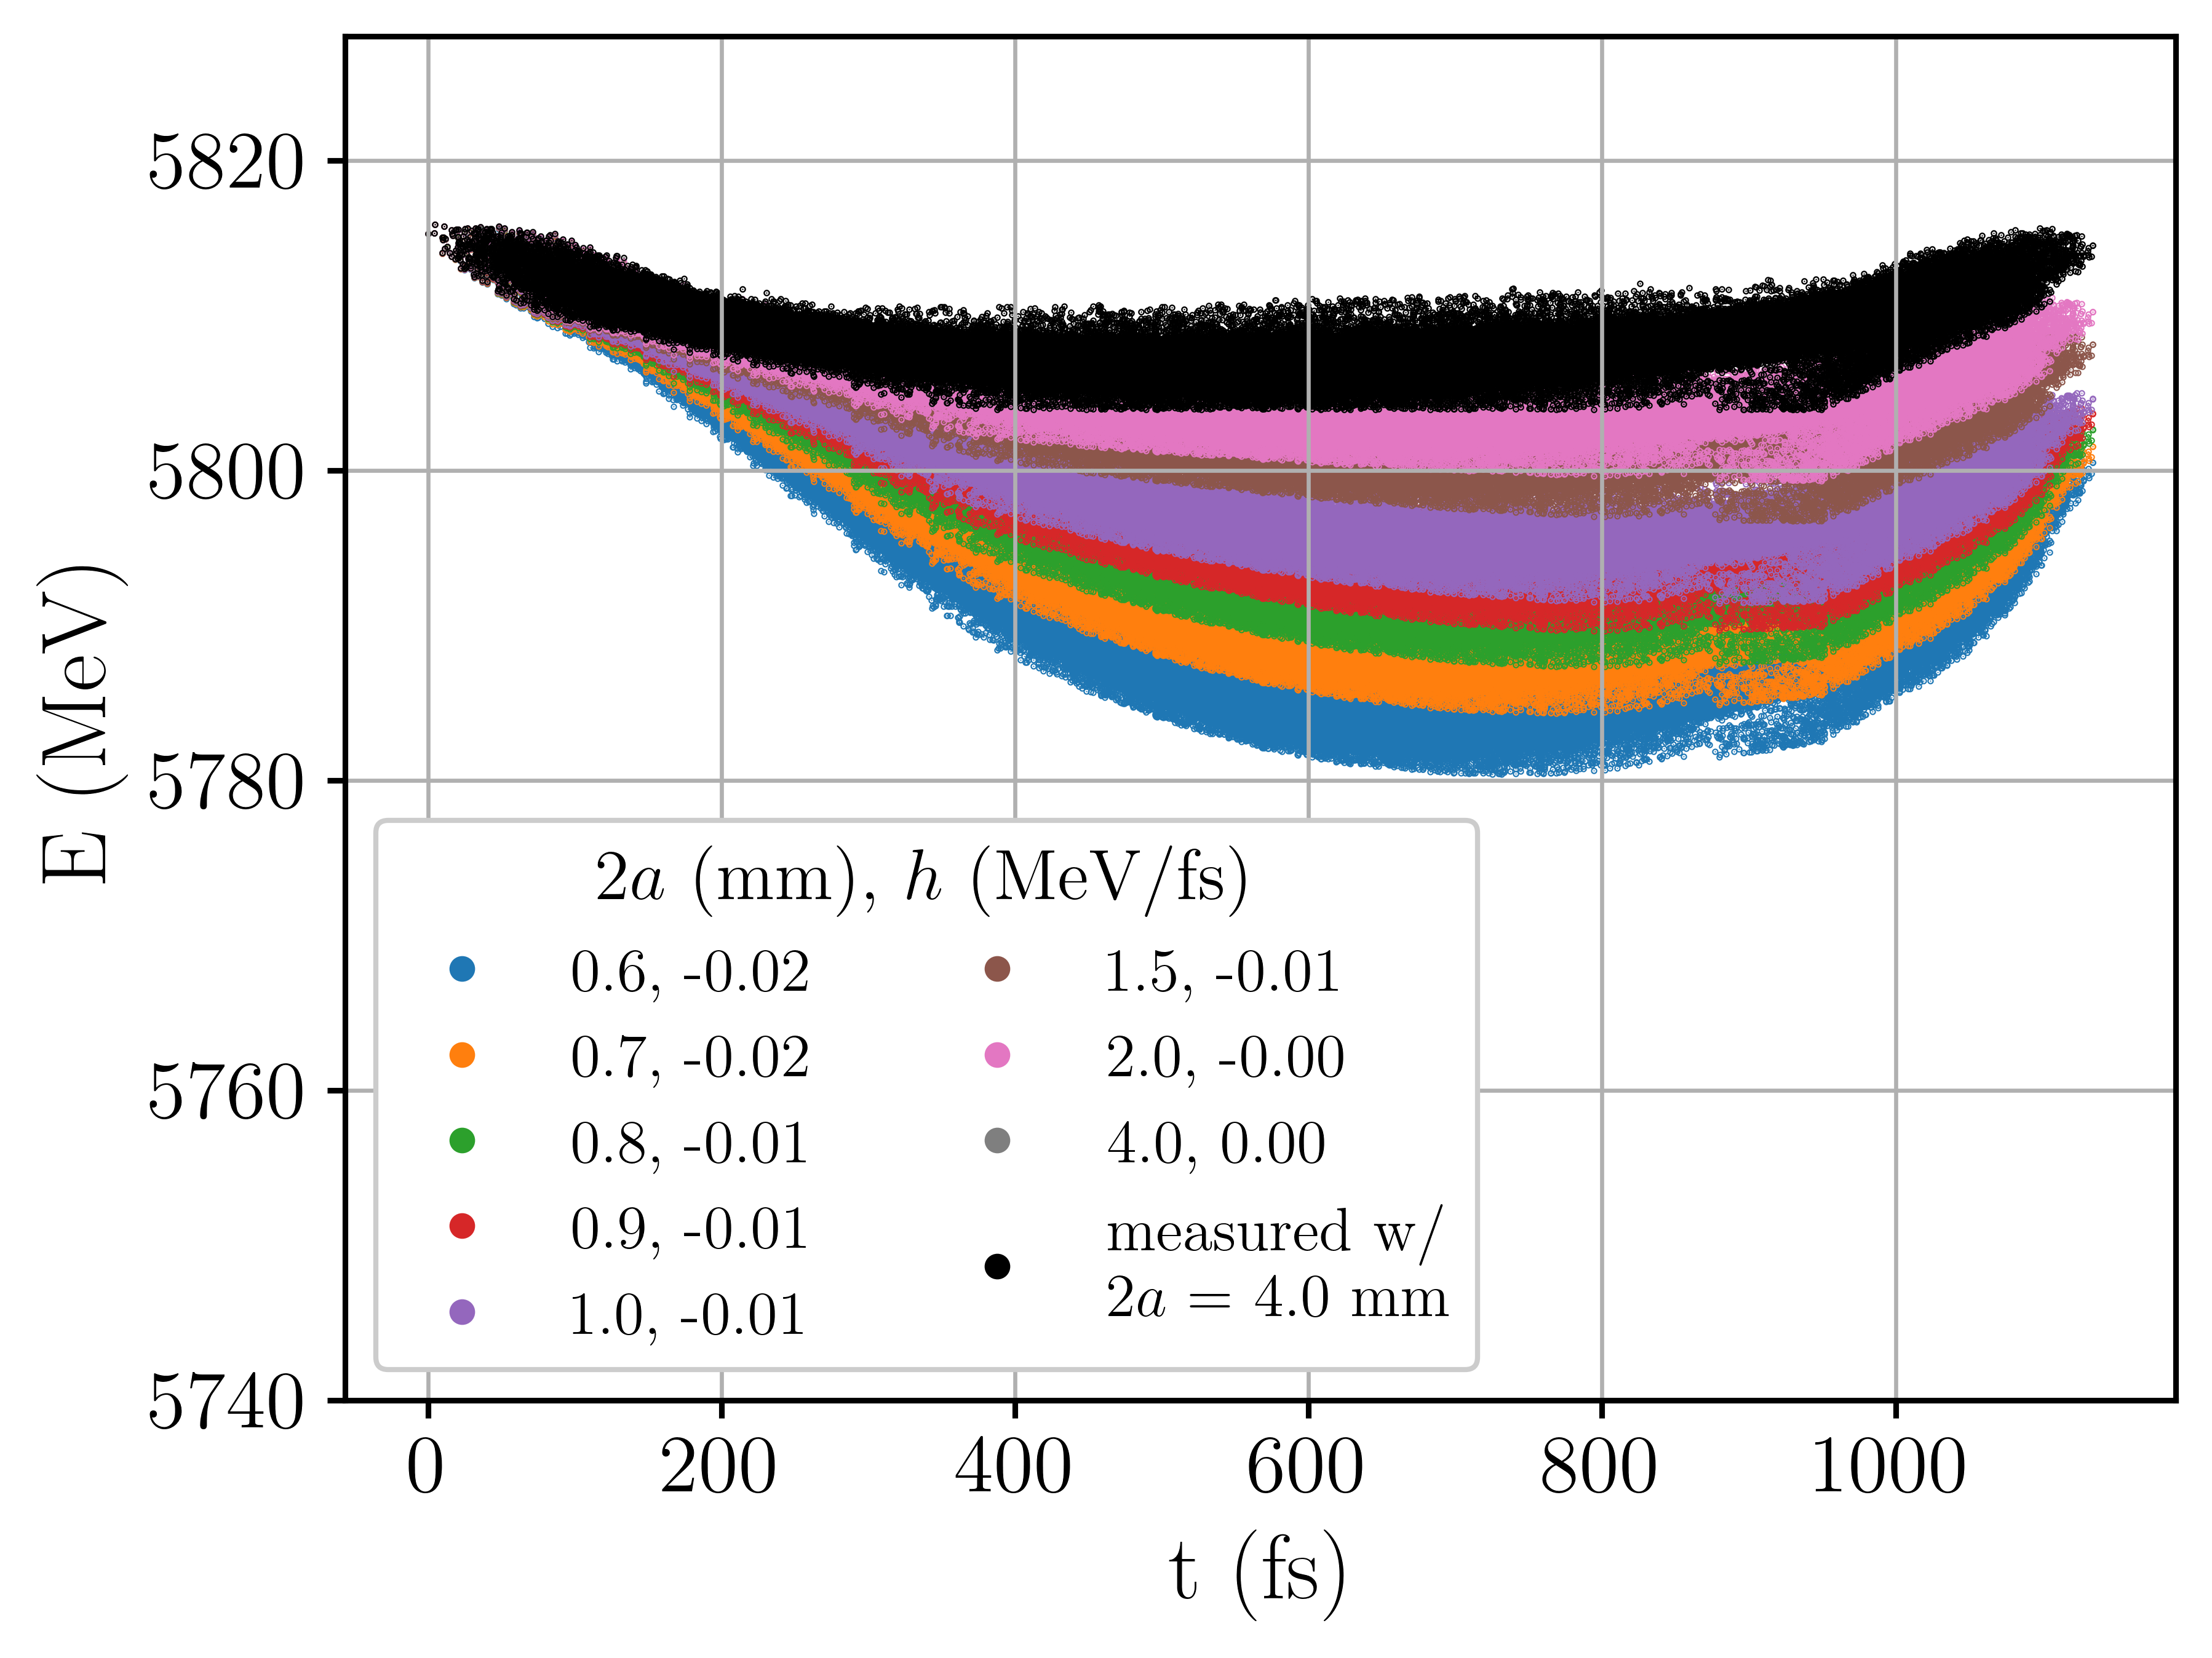 E (MeV)
5820
5800
5780
5760
5740
2a (mm), h (MeV/fs)
0.6, -0.02
0.7, -0.02
0.8, -0.01
0.9, -0.01
1.0, -0.01
1.5, -0.01
2.0, -0.00
4.0, 0.00
measured w/
2a = 4.0 mm
0 200 400 600 800 1000
t (fs)